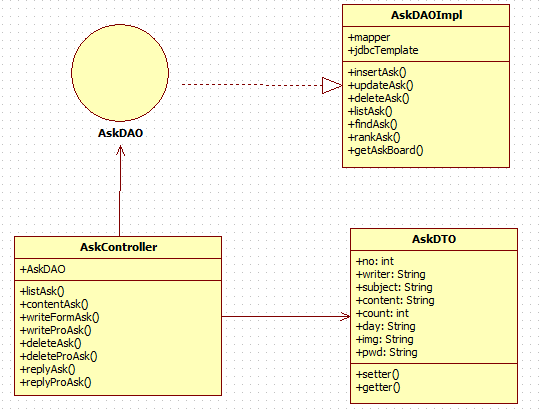 AskDAOImpl
+mapper
+jdbcTemplate
+insertAsk()
+updateAsk()
+deleteAsk()
+listAsk()
+findAsk()
+rankAsk()
+getAskBoard()
AskDAO
AskController
+AskDAO
+listAsk()
+contentAsk()
+writeFormAsk()
+writeProAsk()
+deleteAsk()
+deleteProAsk()
+replyAsk()
+replyProAsk()
AskDTO
+no: int
+writer: String
+subject: String
+content: String
+count: int
+day: String
+img: String
+pwd: String
+setter()
+getter()